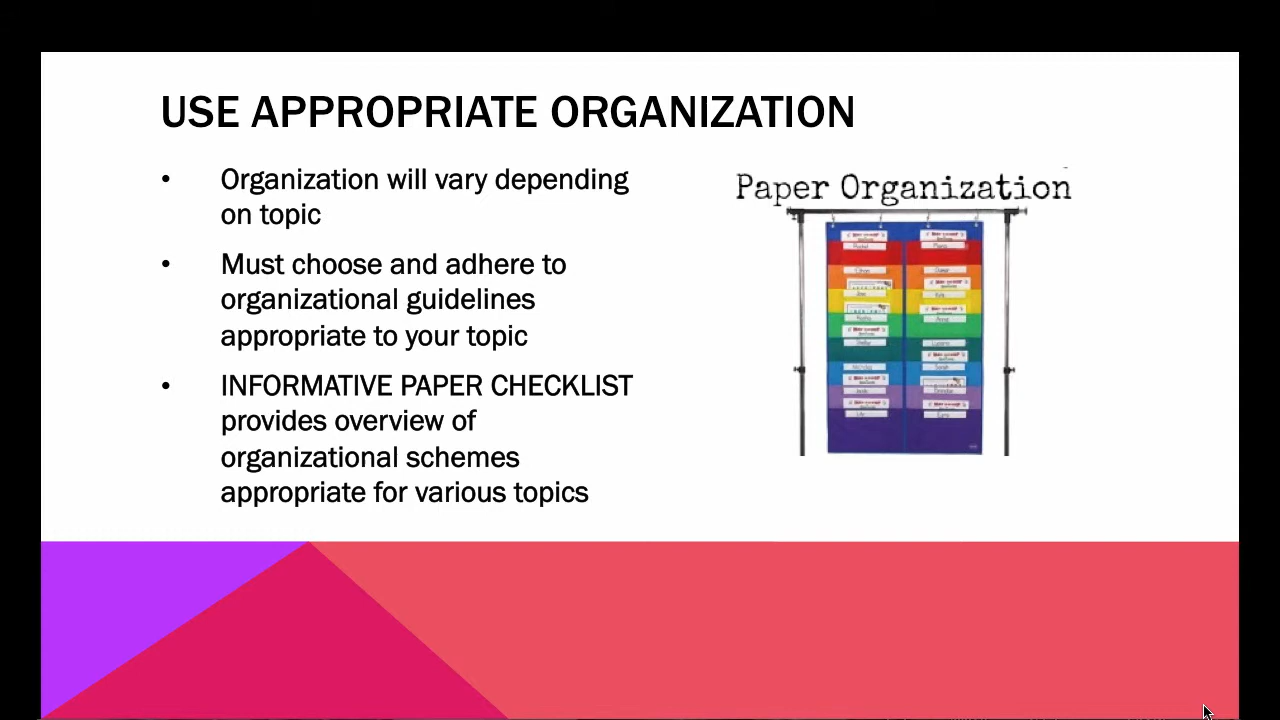 USE APPROPRIATE ORGANIZATION
• Organization will vary depending
on topic
• Must choose and adhere to
organizational guidelines
appropriate to your topic
• INFORMATIVE PAPER CHECKLIST
provides overview of
organizational schemes
appropriate for various topics
Paper Organization